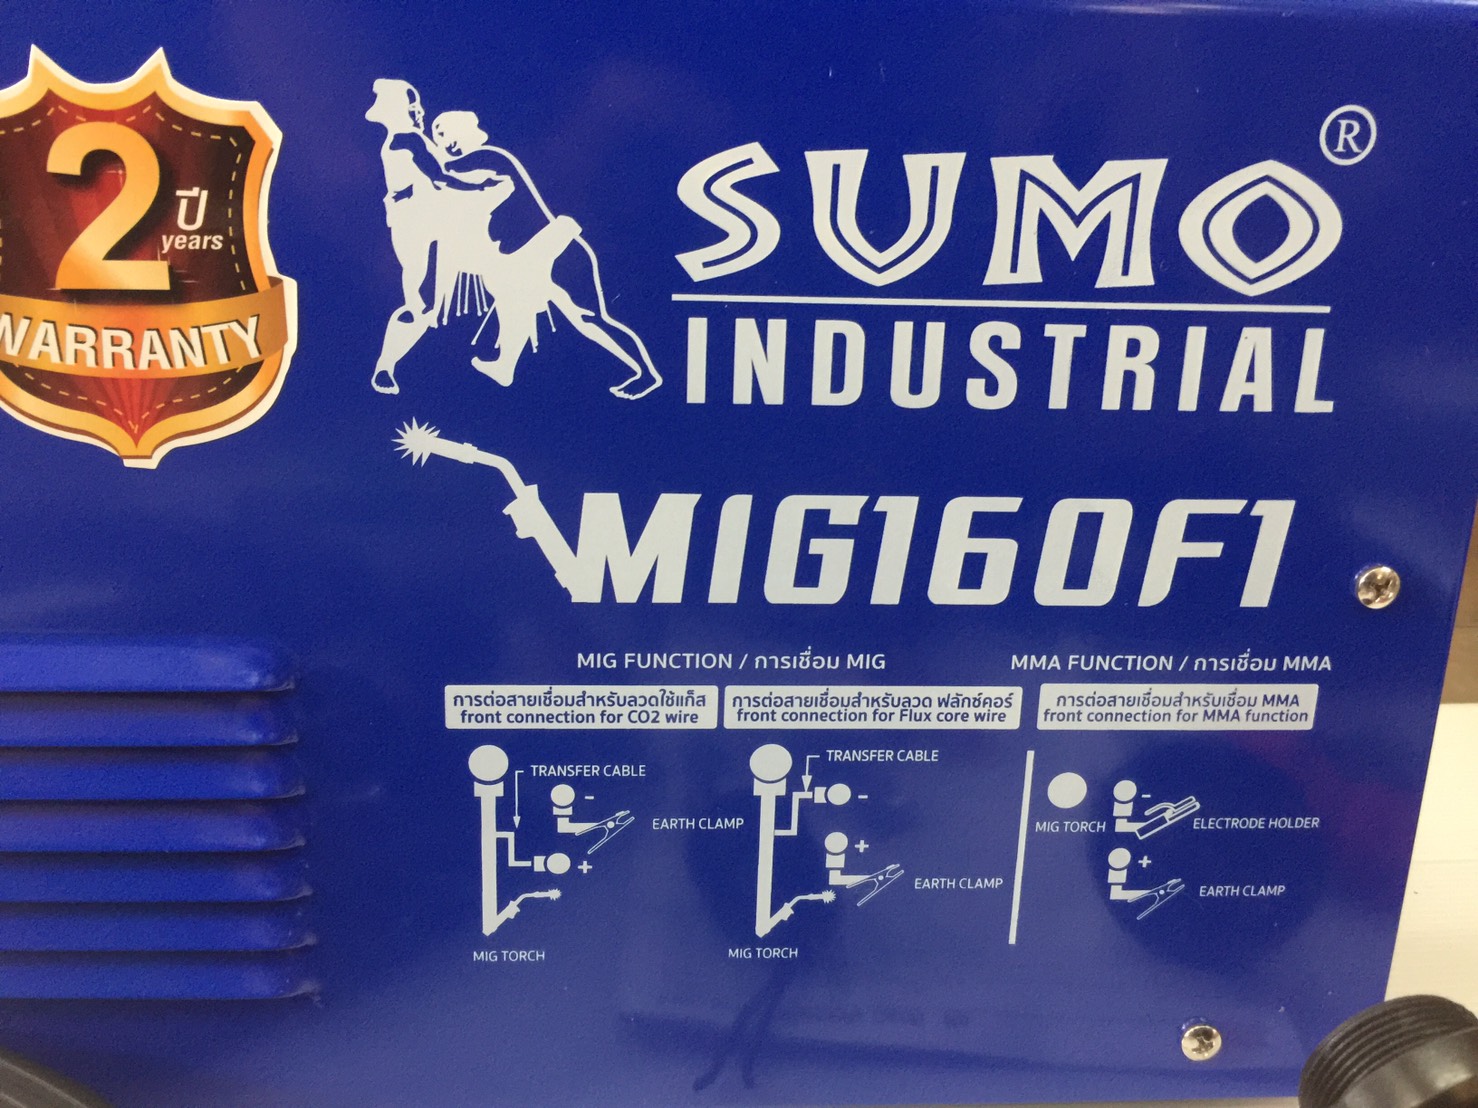 2
ปี
years
WARRANTY
SUMO ®
INDUSTRIAL
MIG160F1
MIG FUNCTION / การเชื่อม MIG
การต่อสายเชื่อมสำหรับลวดใช้แก็ส
front connection for CO2 wire
TRANSFER CABLE
-
EARTH CLAMP
+
MIG TORCH
การต่อสายเชื่อมสำหรับลวด ฟลักซ์คอร์
front connection for Flux core wire
TRANSFER CABLE
-
+
EARTH CLAMP
MIG TORCH
MMA FUNCTION / การเชื่อม MMA
การต่อสายเชื่อมสำหรับเชื่อม MMA
front connection for MMA function
-
MIG TORCH
ELECTRODE HOLDER
+
EARTH CLAMP